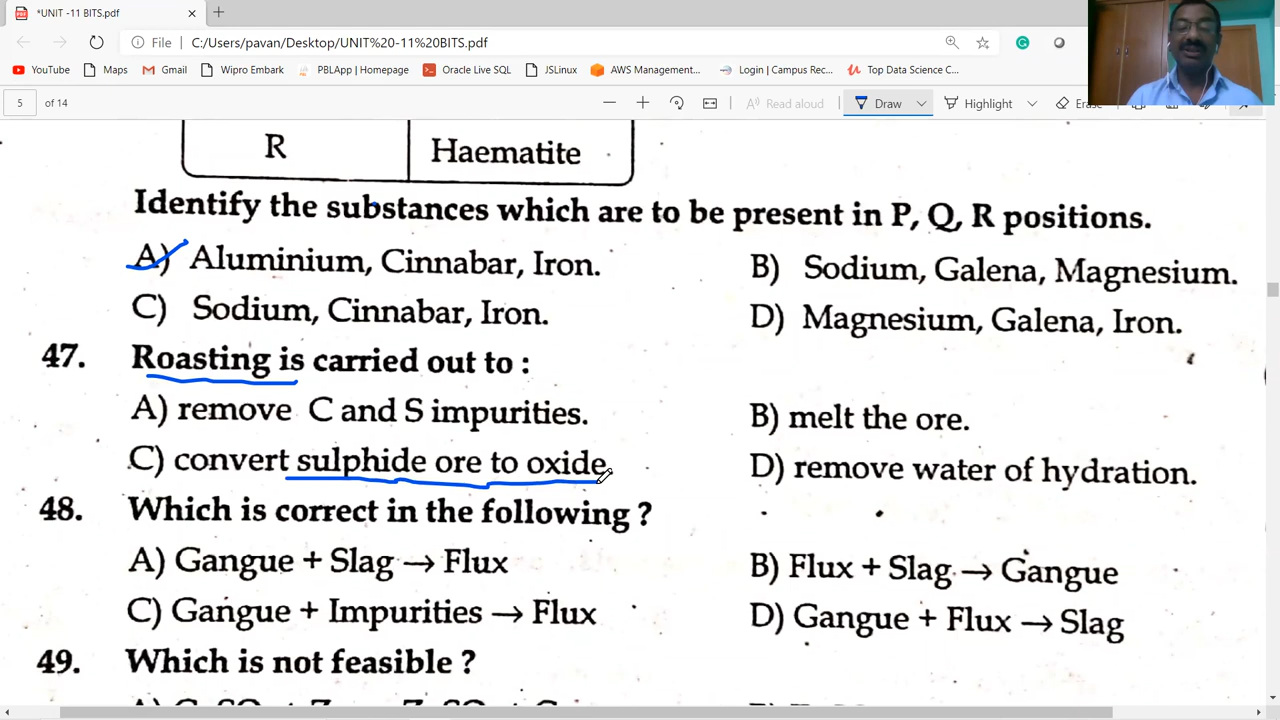 *UNIT -11 BITS.pdf
File C:/Users/pavan/Desktop/UNIT%20-11%20BITS.pdf
YouTube Maps Gmail Wipro Embark PBLApp | Homepage Oracle Live SQL JSLinux AWS Management... Login | Campus Rec... Top Data Science C...
5 of 14 Read aloud Draw Highlight Erase
R Haematite
Identify the substances which are to be present in P, Q, R positions.
A) Aluminium, Cinnabar, Iron. B) Sodium, Galena, Magnesium.
C) Sodium, Cinnabar, Iron. D) Magnesium, Galena, Iron.
47. Roasting is carried out to :
A) remove C and S impurities. B) melt the ore.
C) convert sulphide ore to oxide. D) remove water of hydration.
48. Which is correct in the following ?
A) Gangue + Slag → Flux B) Flux + Slag → Gangue
C) Gangue + Impurities → Flux D) Gangue + Flux → Slag
49. Which is not feasible ?